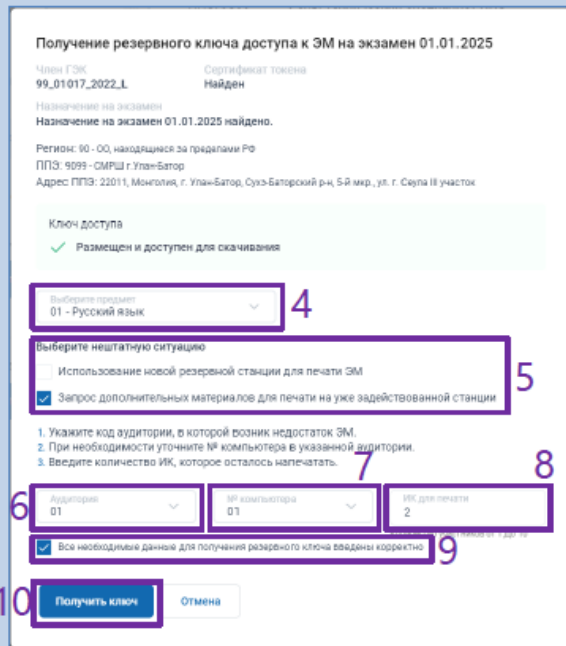 Получение резервного ключа доступа к ЭМ на экзамен 01.01.2025
Член ГЭК Сертификат токена
99_01017_2022_L Найден
Назначение на экзамен
Назначение на экзамен 01.01.2025 найдено.
Регион: 90 - ОО, находящиеся за пределами РФ
ППЭ: 9099 - СМРШ г.Улан-Батор
Адрес ППЭ: 22011, Монголия, г. Улан-Батор, Сухэ-Баторский р-н, 5-й мкр., ул. г. Сеула III участок
Ключ доступа
Размещен и доступен для скачивания
Выберите предмет
01 - Русский язык
4
Выберите нештатную ситуацию
Использование новой резервной станции для печати ЭМ
Запрос дополнительных материалов для печати на уже задействованной станции
5
1. Укажите код аудитории, в которой возник недостаток ЭМ.
2. При необходимости уточните № компьютера в указанной аудитории.
3. Введите количество ИК, которое осталось напечатать.
7 8
6 Аудитория № компьютера ИК для печати
01 01 2
участников от 1 до 10
Все необходимые данные для получения резервного ключа введены корректно 9
10 Получить ключ Отмена